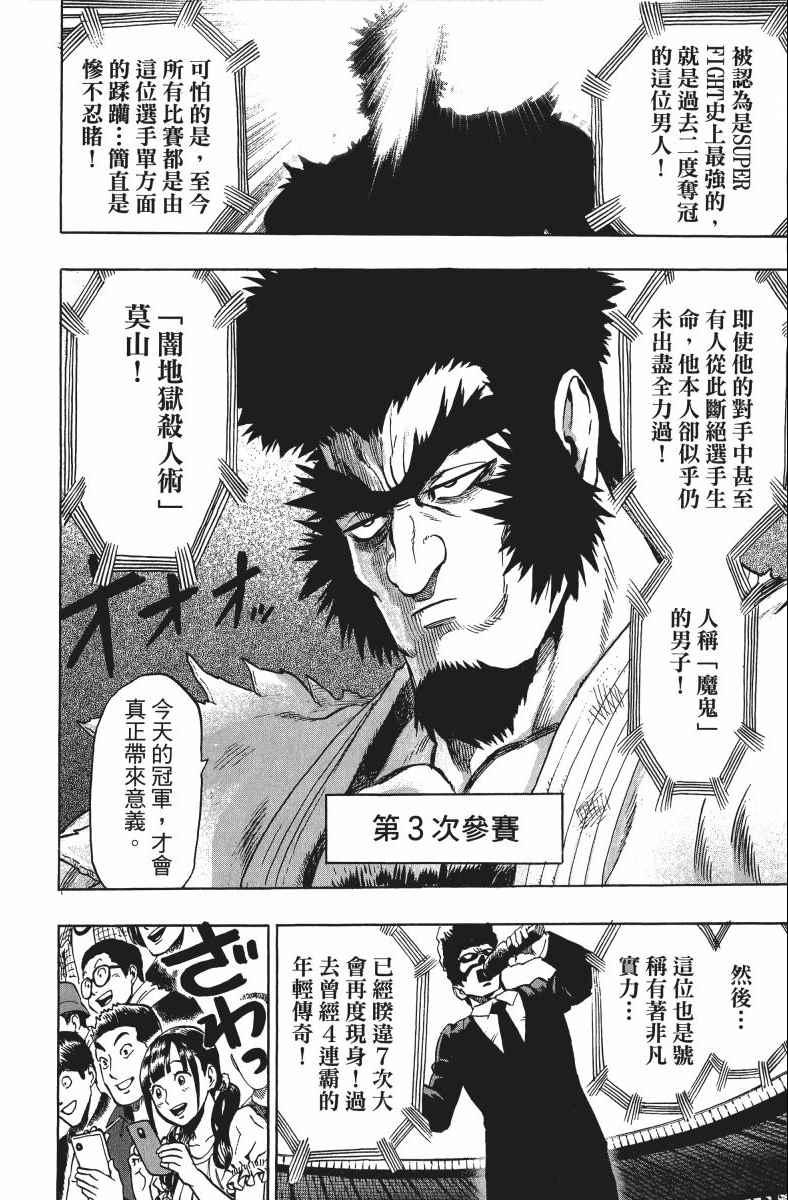 被認為是SUPER
FIGHT史上最強的，
就是過去二度奪冠
的這位男人！
可怕的是，至今
所有比賽都是由
這位選手單方面
的蹂躪…簡直是
慘不忍睹！
即使他的對手中甚至
有人從此斷絕選手生
命，他本人卻似乎仍
未出盡全力過！
人稱「魔鬼」
的男子！
「闇地獄殺人術」
莫山！
オオオッ
今天的冠軍，才會
真正帶來意義。
第3次參賽
然後…
這位也是號
稱有著非凡
實力…
已經睽違7次大
會再度現身！過
去曾經4連霸的
年輕傳奇！
ざわっ